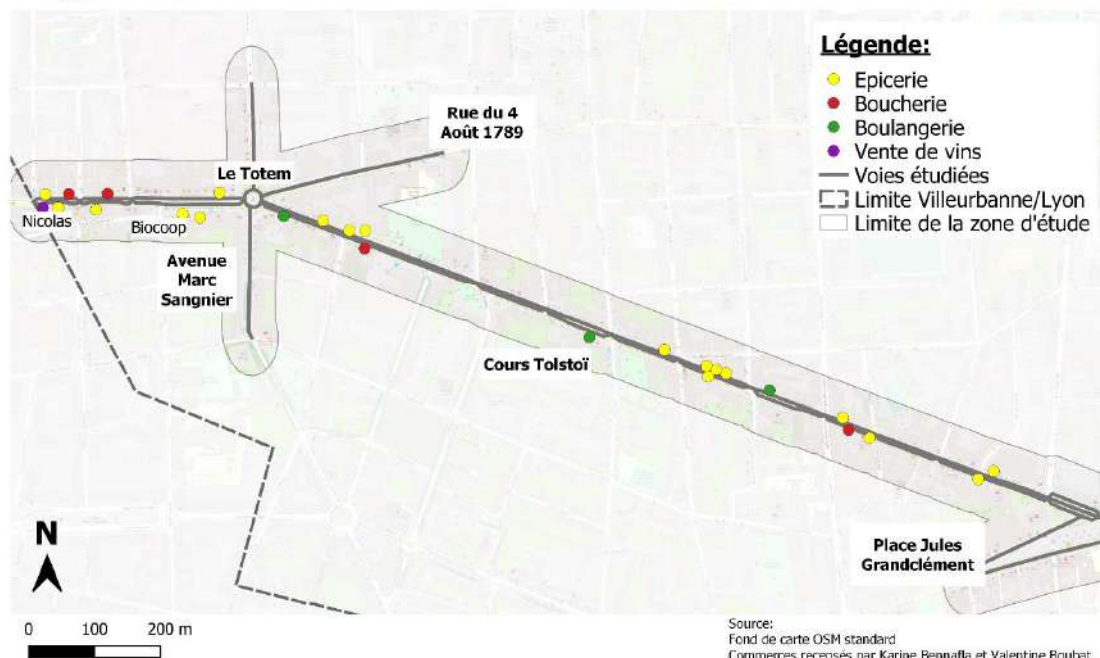 Légende:
Epicerie
Boucherie
Boulangerie
Vente de vins
Voies étudiées
Limite Villeurbanne/Lyon
Limite de la zone d'étude
Rue du 4
Août 1789
Le Totem
Nicolas
Biocoop
Avenue
Marc
Sangnier
Cours Tolstoï
Place Jules
Grandclément
N
0 100 200 m
Source:
Fond de carte OSM standard
Commerces recensés par Karine Bennafla et Valentine Boubat